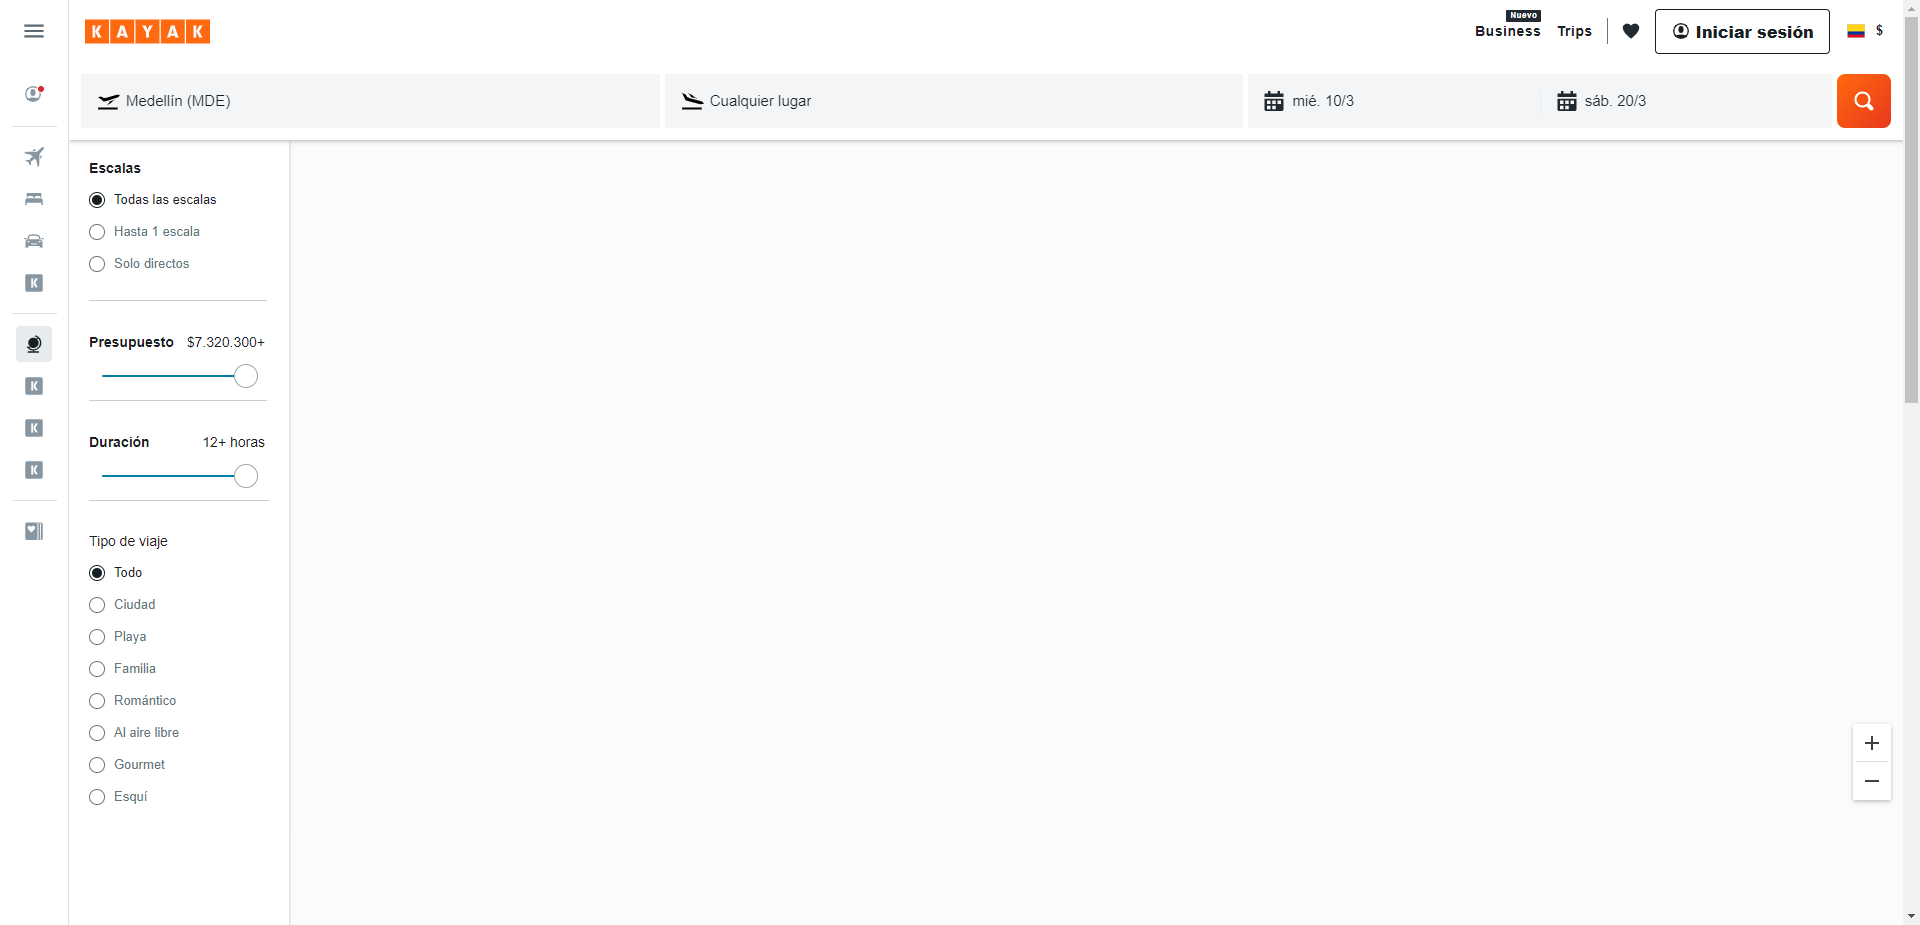 KAYAK
Nuevo
Business
Trips
Iniciar sesión
$
Medellín (MDE)
Cualquier lugar
mié. 10/3
sáb. 20/3
Escalas
Todas las escalas
Hasta 1 escala
Solo directos
K
Presupuesto $7.320.300+
K
K
Duración 12+ horas
K
Tipo de viaje
Todo
Ciudad
Playa
Familia
Romántico
Al aire libre
Gourmet
Esquí